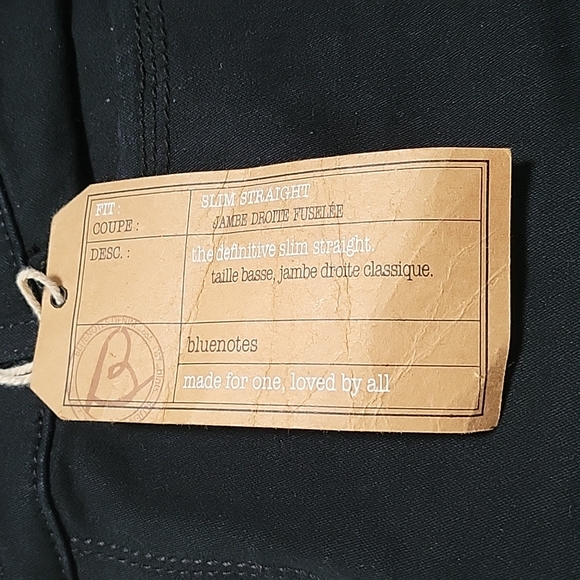 FIT :
SLIM STRAIGHT
COUPE :
JAMBE DROITE FUSELÉE
DESC. :
the definitive slim straight.
taille basse, jambe droite classique.
bluenotes
made for one, loved by all
B